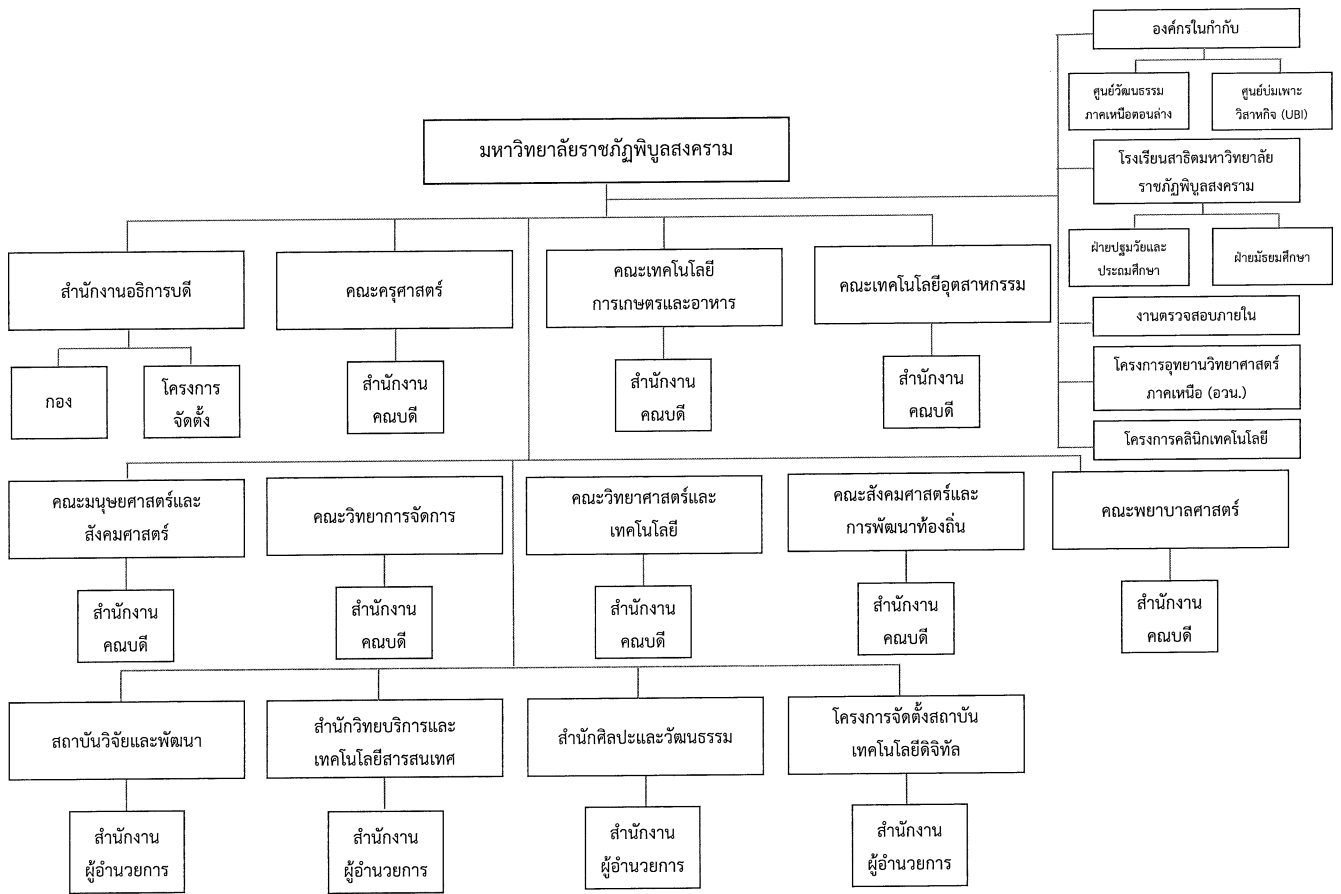 องค์กรในกำกับ
ศูนย์วัฒนธรรม
ภาคเหนือตอนล่าง
ศูนย์บ่มเพาะ
วิสาหกิจ (UBI)
มหาวิทยาลัยราชภัฏพิบูลสงคราม
โรงเรียนสาธิตมหาวิทยาลัย
ราชภัฏพิบูลสงคราม
ฝ่ายปฐมวัยและ
ประถมศึกษา
ฝ่ายมัธยมศึกษา
งานตรวจสอบภายใน
โครงการอุทยานวิทยาศาสตร์
ภาคเหนือ (อวน.)
โครงการคลินิกเทคโนโลยี
สำนักงานอธิการบดี
คณะครุศาสตร์
คณะเทคโนโลยี
การเกษตรและอาหาร
คณะเทคโนโลยีอุตสาหกรรม
กอง
โครงการ
จัดตั้ง
สำนักงาน
คณบดี
สำนักงาน
คณบดี
สำนักงาน
คณบดี
คณะมนุษยศาสตร์และ
สังคมศาสตร์
คณะวิทยาการจัดการ
คณะวิทยาศาสตร์และ
เทคโนโลยี
คณะสังคมศาสตร์และ
การพัฒนาท้องถิ่น
คณะพยาบาลศาสตร์
สำนักงาน
คณบดี
สำนักงาน
คณบดี
สำนักงาน
คณบดี
สำนักงาน
คณบดี
สำนักงาน
คณบดี
สถาบันวิจัยและพัฒนา
สำนักวิทยบริการและ
เทคโนโลยีสารสนเทศ
สำนักศิลปะและวัฒนธรรม
โครงการจัดตั้งสถาบัน
เทคโนโลยีดิจิทัล
สำนักงาน
ผู้อำนวยการ
สำนักงาน
ผู้อำนวยการ
สำนักงาน
ผู้อำนวยการ
สำนักงาน
ผู้อำนวยการ